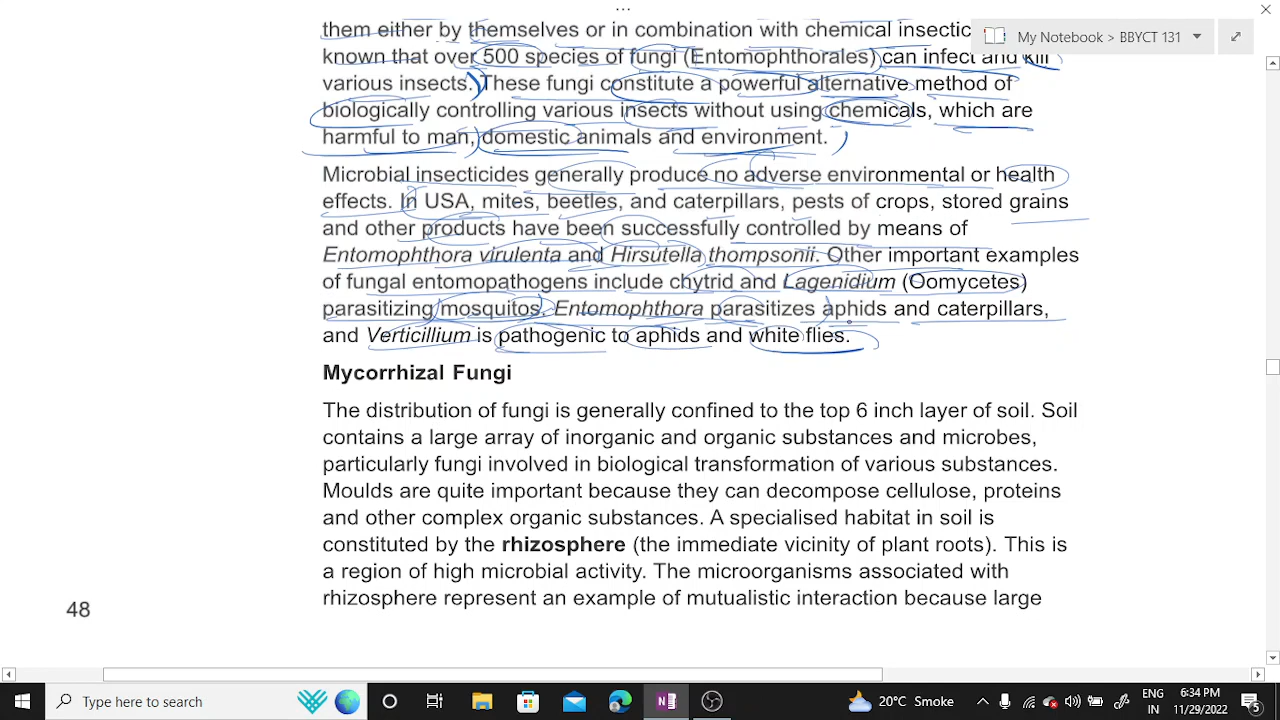 ...
them either by themselves or in combination with chemical insectic
My Notebook > BBYCT 131
known that over 500 species of fungi (Entomophthorales) can infect and kill
various insects. These fungi constitute a powerful alternative method of
biologically controlling various insects without using chemicals, which are
harmful to man, domestic animals and environment.
Microbial insecticides generally produce no adverse environmental or health
effects. In USA, mites, beetles, and caterpillars, pests of crops, stored grains
and other products have been successfully controlled by means of
Entomophthora virulenta and Hirsutella thompsonii. Other important examples
of fungal entomopathogens include chytrid and Lagenidium (Oomycetes)
parasitizing mosquitos, Entomophthora parasitizes aphids and caterpillars,
and Verticillium is pathogenic to aphids and white flies.
Mycorrhizal Fungi
The distribution of fungi is generally confined to the top 6 inch layer of soil. Soil
contains a large array of inorganic and organic substances and microbes,
particularly fungi involved in biological transformation of various substances.
Moulds are quite important because they can decompose cellulose, proteins
and other complex organic substances. A specialised habitat in soil is
constituted by the rhizosphere (the immediate vicinity of plant roots). This is
a region of high microbial activity. The microorganisms associated with
rhizosphere represent an example of mutualistic interaction because large
48
Type here to search
20°C Smoke
ENG
IN
6:34 PM
11/29/2022
5